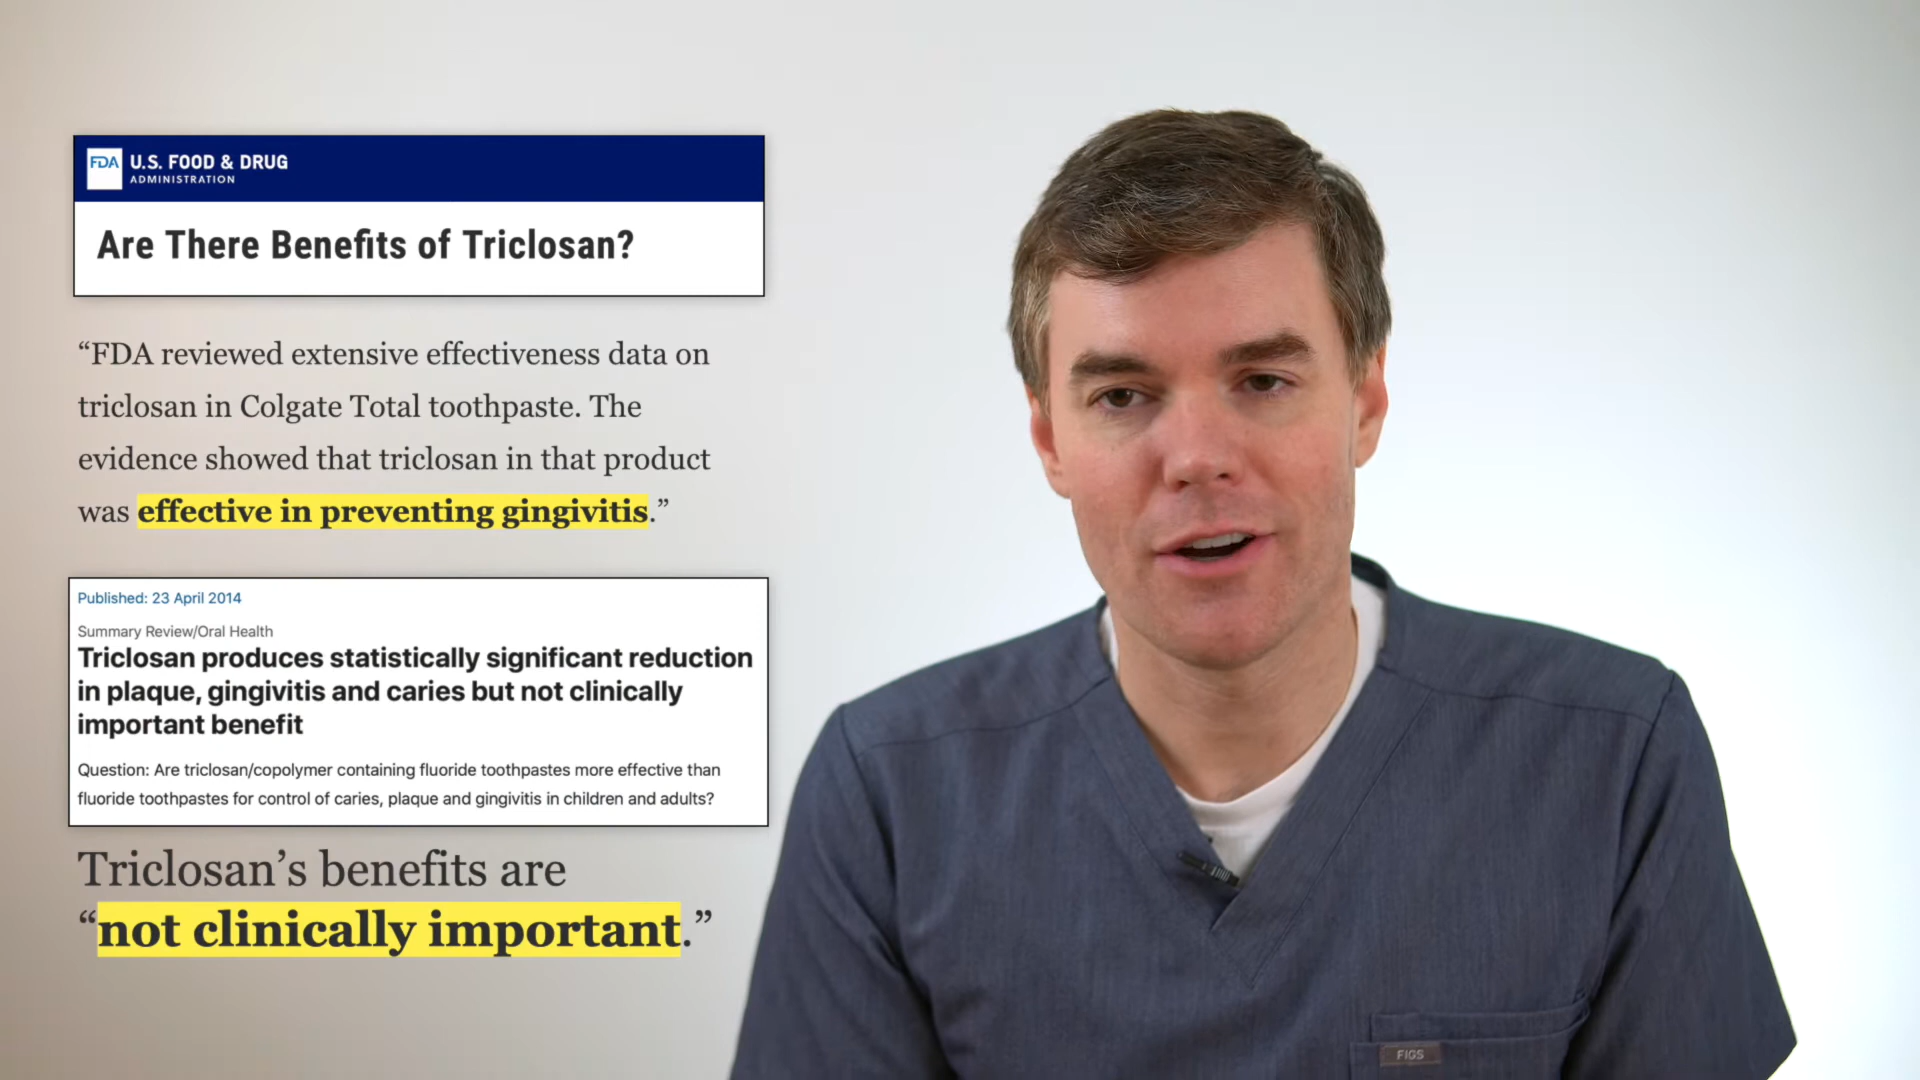 FDA U.S. FOOD & DRUG
ADMINISTRATION
Are There Benefits of Triclosan?
“FDA reviewed extensive effectiveness data on
triclosan in Colgate Total toothpaste. The
evidence showed that triclosan in that product
was effective in preventing gingivitis.”
Published: 23 April 2014
Summary Review/Oral Health
Triclosan produces statistically significant reduction
in plaque, gingivitis and caries but not clinically
important benefit
Question: Are triclosan/copolymer containing fluoride toothpastes more effective than
fluoride toothpastes for control of caries, plaque and gingivitis in children and adults?
Triclosan’s benefits are
“not clinically important.”
FIGS